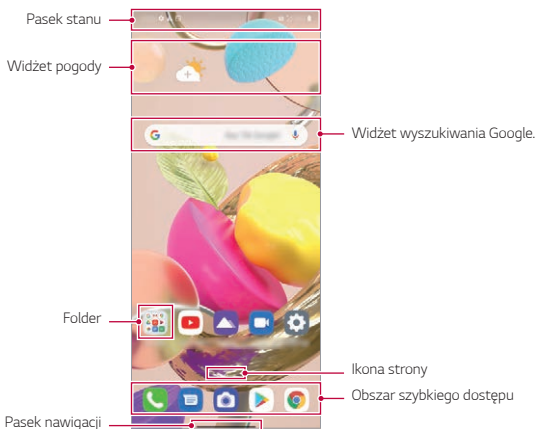 Pasek stanu
Widżet pogody
Widżet wyszukiwania Google.
Folder
Ikona strony
Obszar szybkiego dostępu
Pasek nawigacji